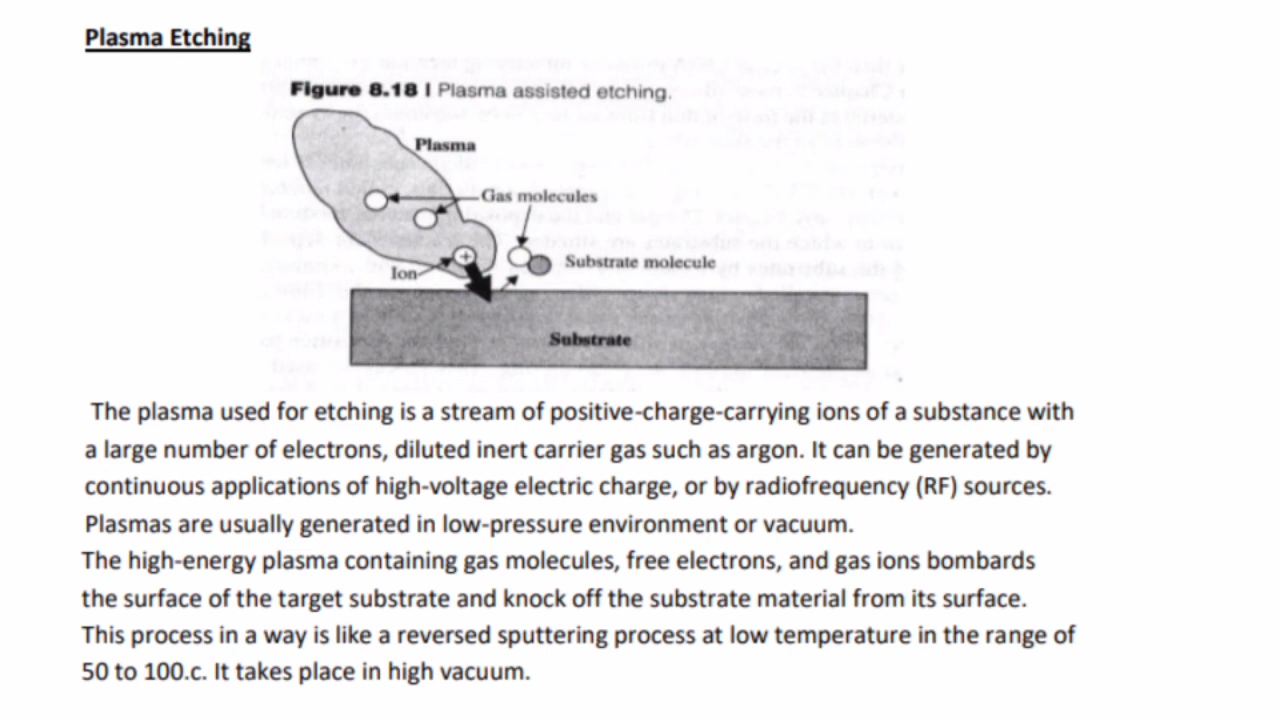 Plasma Etching
Figure 8.18 | Plasma assisted etching.
Plasma
Gas molecules
Substrate molecule
Ion
Substrate
The plasma used for etching is a stream of positive-charge-carrying ions of a substance with
a large number of electrons, diluted inert carrier gas such as argon. It can be generated by
continuous applications of high-voltage electric charge, or by radiofrequency (RF) sources.
Plasmas are usually generated in low-pressure environment or vacuum.
The high-energy plasma containing gas molecules, free electrons, and gas ions bombards
the surface of the target substrate and knock off the substrate material from its surface.
This process in a way is like a reversed sputtering process at low temperature in the range of
50 to 100.c. It takes place in high vacuum.